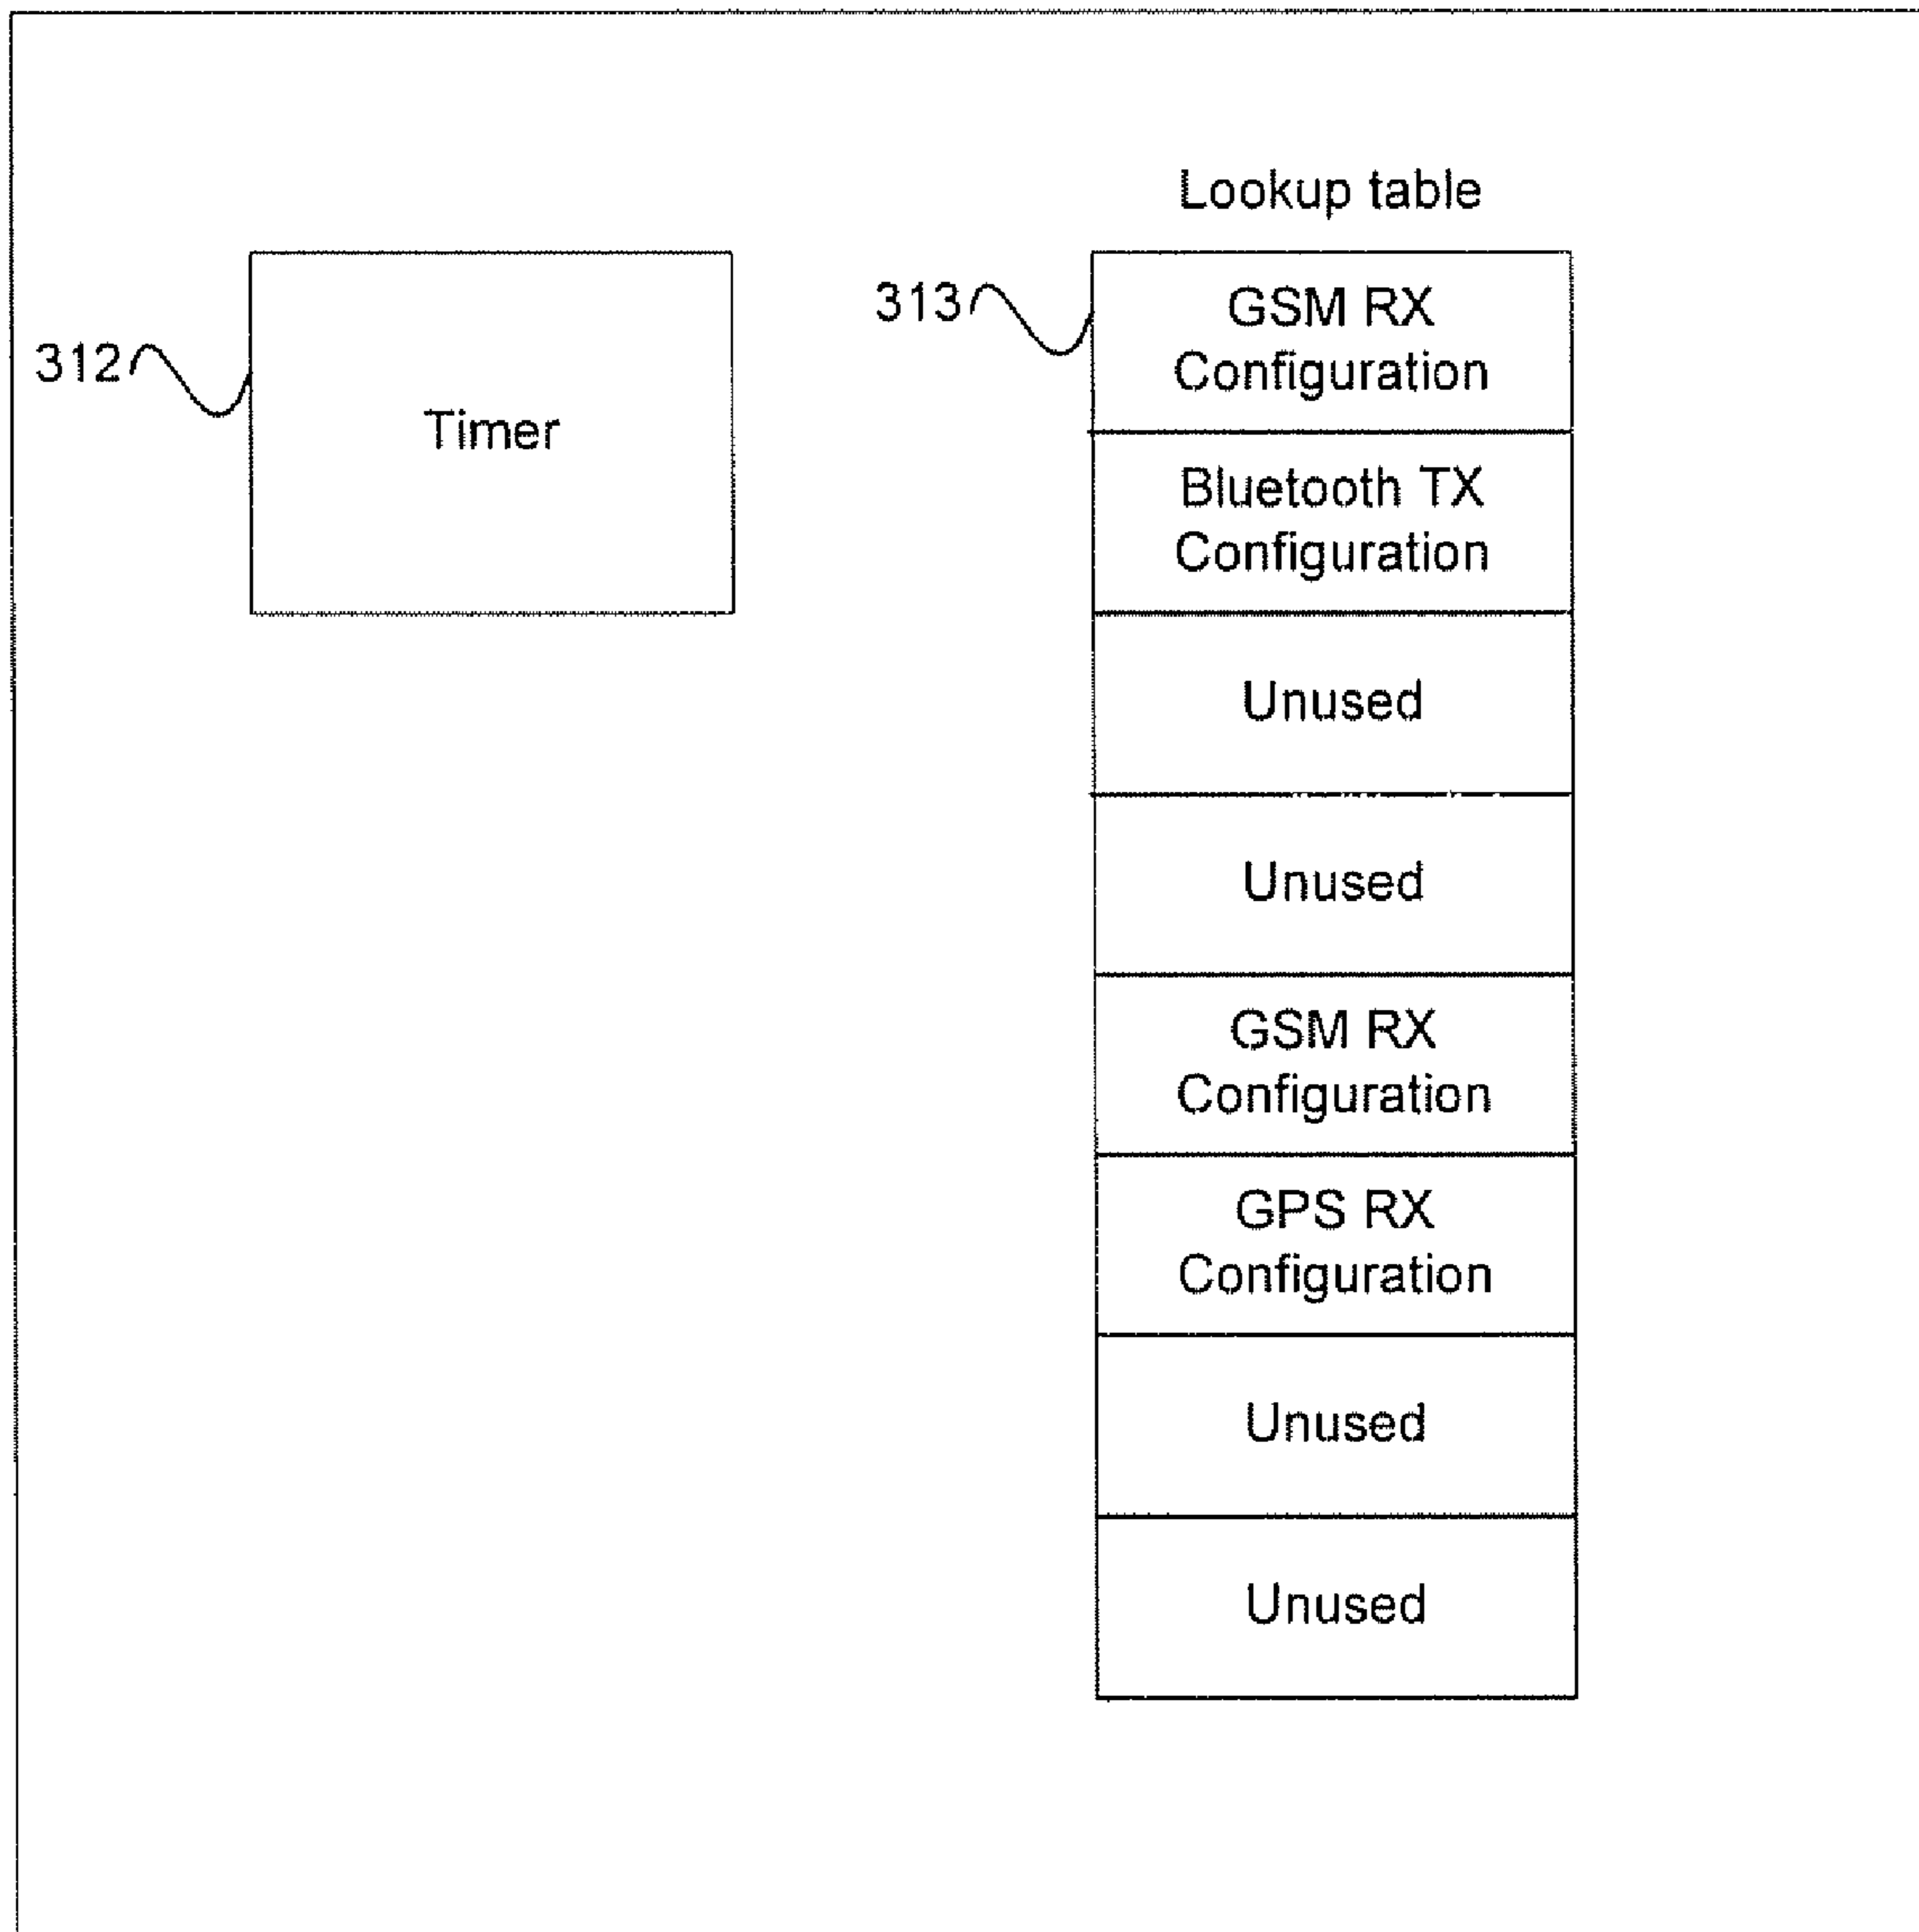 Lookup table
312
Timer
313
GSM RX
Configuration
Bluetooth TX
Configuration
Unused
Unused
GSM RX
Configuration
GPS RX
Configuration
Unused
Unused